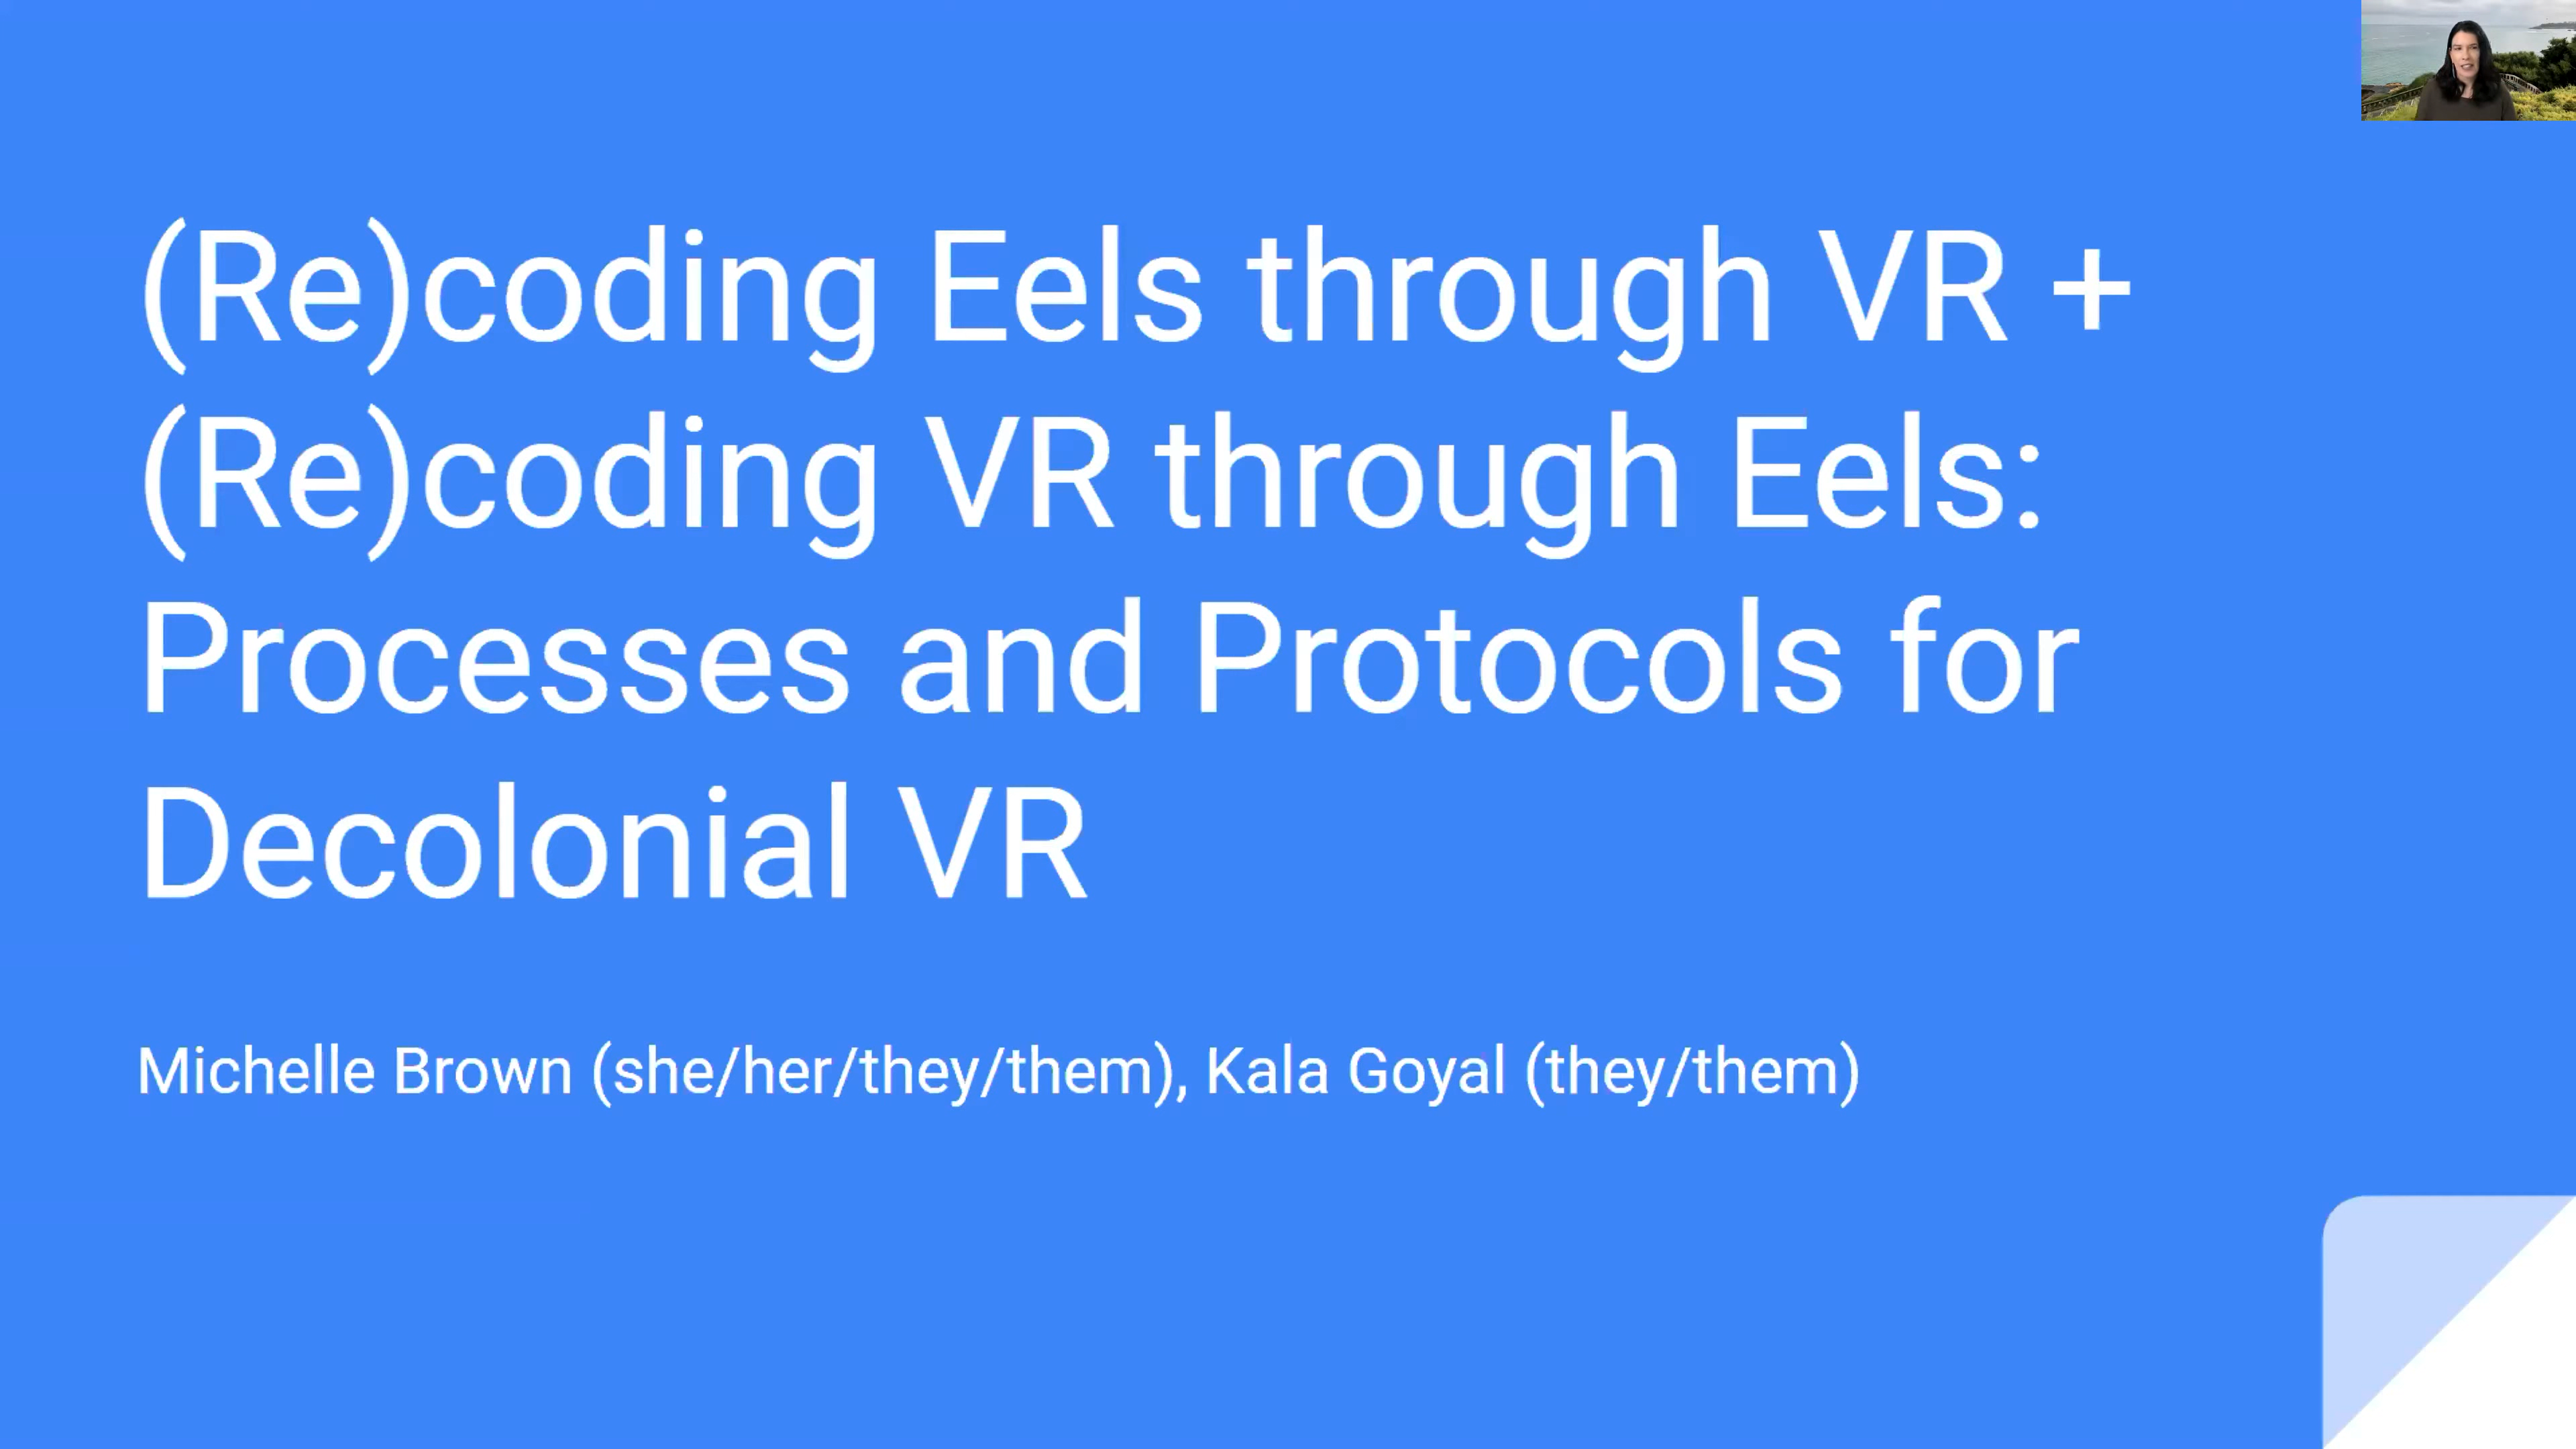 (Re)coding Eels through VR +
(Re)coding VR through Eels:
Processes and Protocols for
Decolonial VR
Michelle Brown (she/her/they/them), Kala Goyal (they/them)